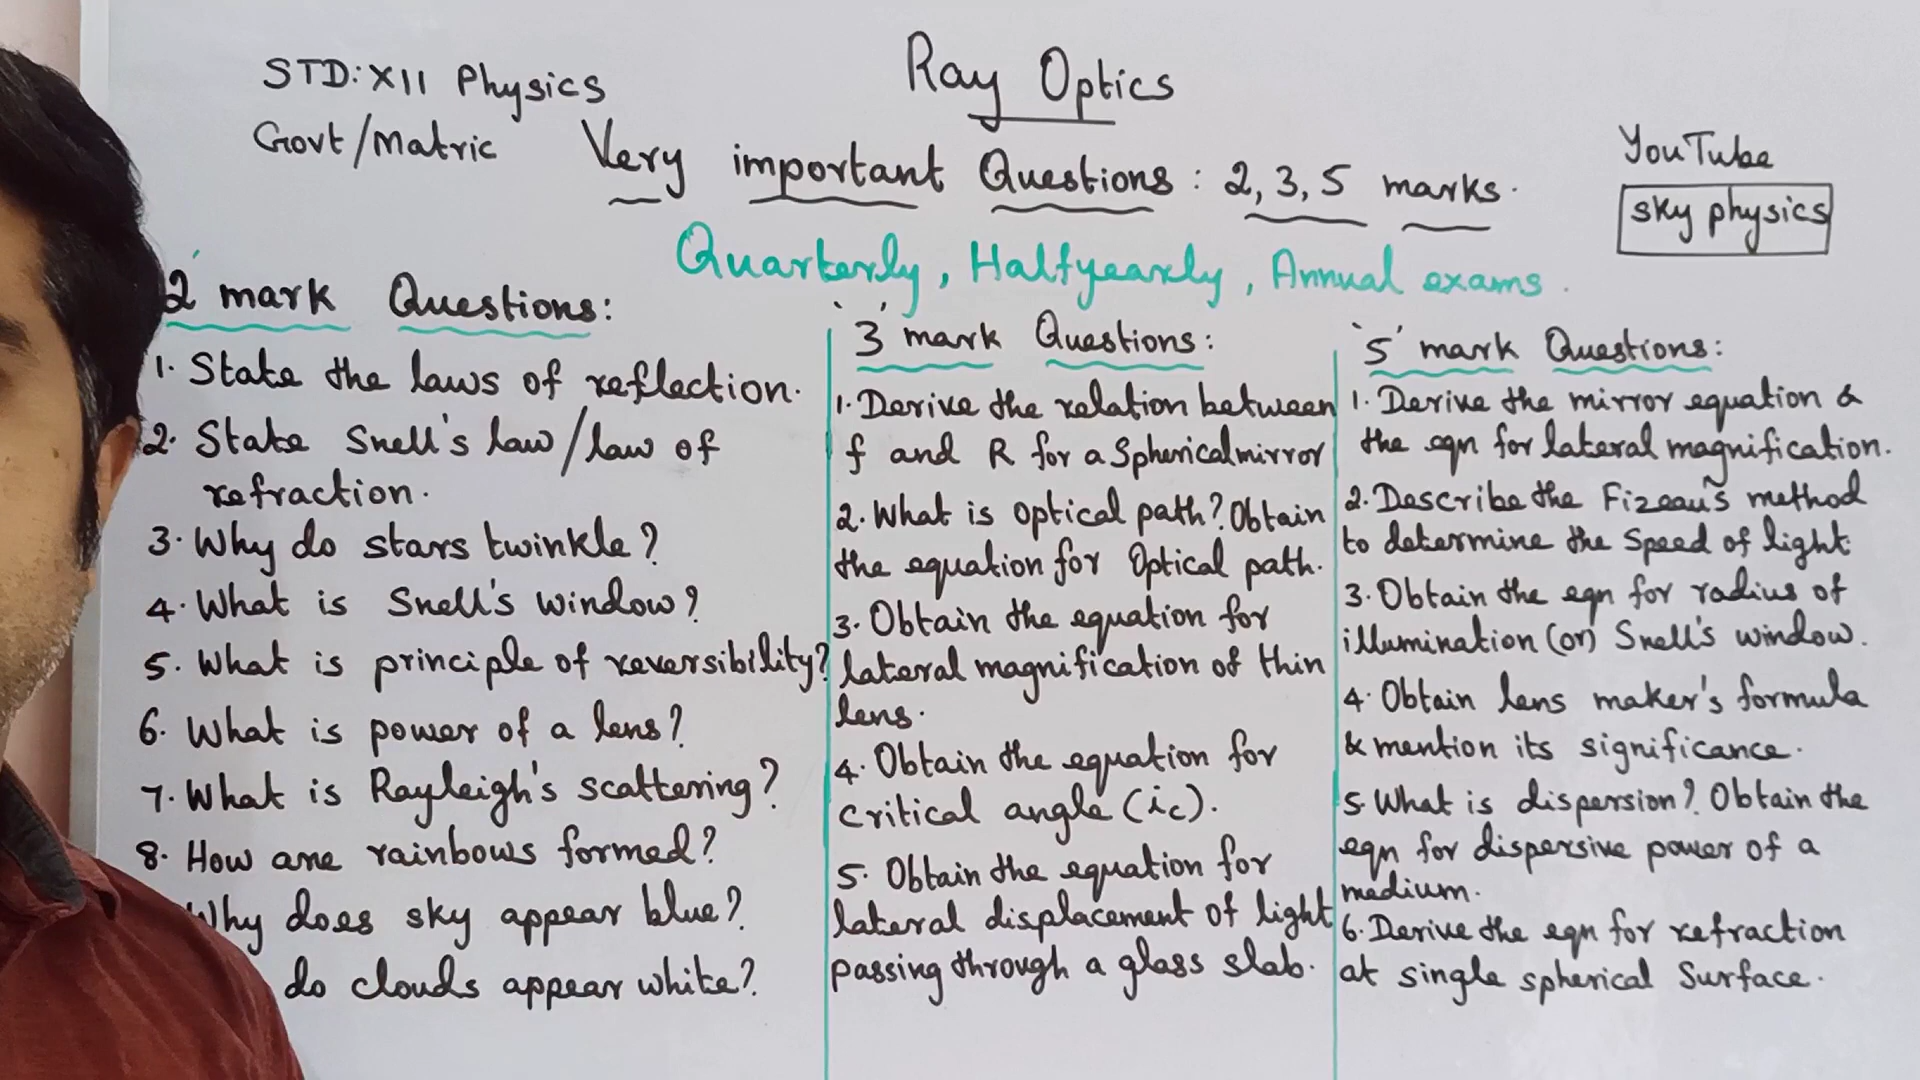 STD: XII Physics
Govt/Matric
Ray Optics
Very important Questions: 2, 3, 5 marks.
YouTube
sky physics
Quarterly, Halfyearly, Annual exams.
2 mark Questions:
1. State the laws of reflection.
2. State Snell's law/law of
refraction.
3. Why do stars twinkle?
4. What is Snell's window?
5. What is principle of reversibility?
6. What is power of a lens?
7. What is Rayleigh's scattering?
8. How are rainbows formed?
Why does sky appear blue?
do clouds appear white?
'3' mark Questions:
1. Derive the relation between
f and R for a Spherical mirror
2. What is optical path? Obtain
the equation for Optical path.
3. Obtain the equation for
lateral magnification of thin
lens.
4. Obtain the equation for
critical angle (ic).
5. Obtain the equation for
lateral displacement of light
passing through a glass slab.
'5' mark Questions:
1. Derive the mirror equation &
the eqn for lateral magnification.
2. Describe the Fizeau's method
to determine the Speed of light
3. Obtain the eqn for radius of
illumination (or) Snell's window.
4. Obtain lens maker's formula
& mention its significance.
5. What is dispersion? Obtain the
eqn for dispersive power of a
medium.
6. Derive the eqn for refraction
at single spherical Surface.